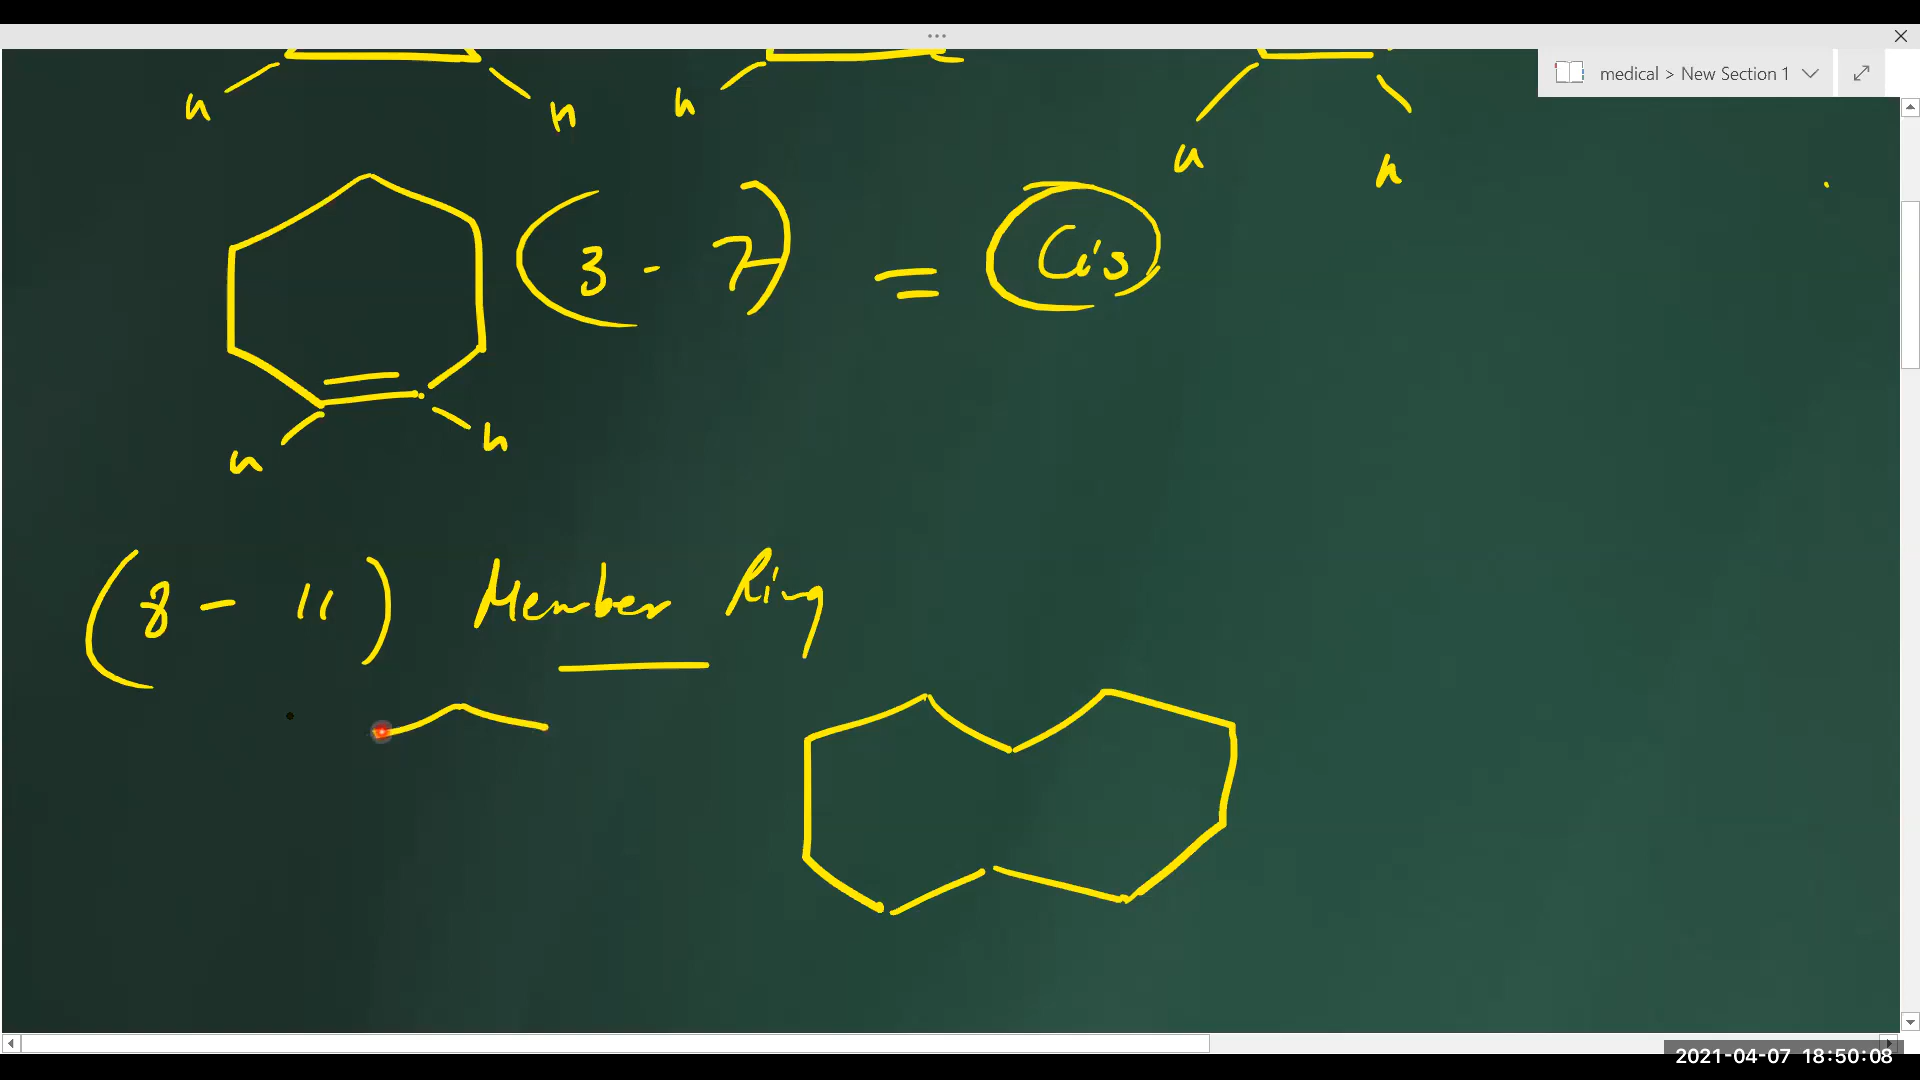 ...
medical > New Section 1
H H H H H
(3 - 7) = Cis
H H
(8 - 11) Member Ring
2021-04-07 18:50:08